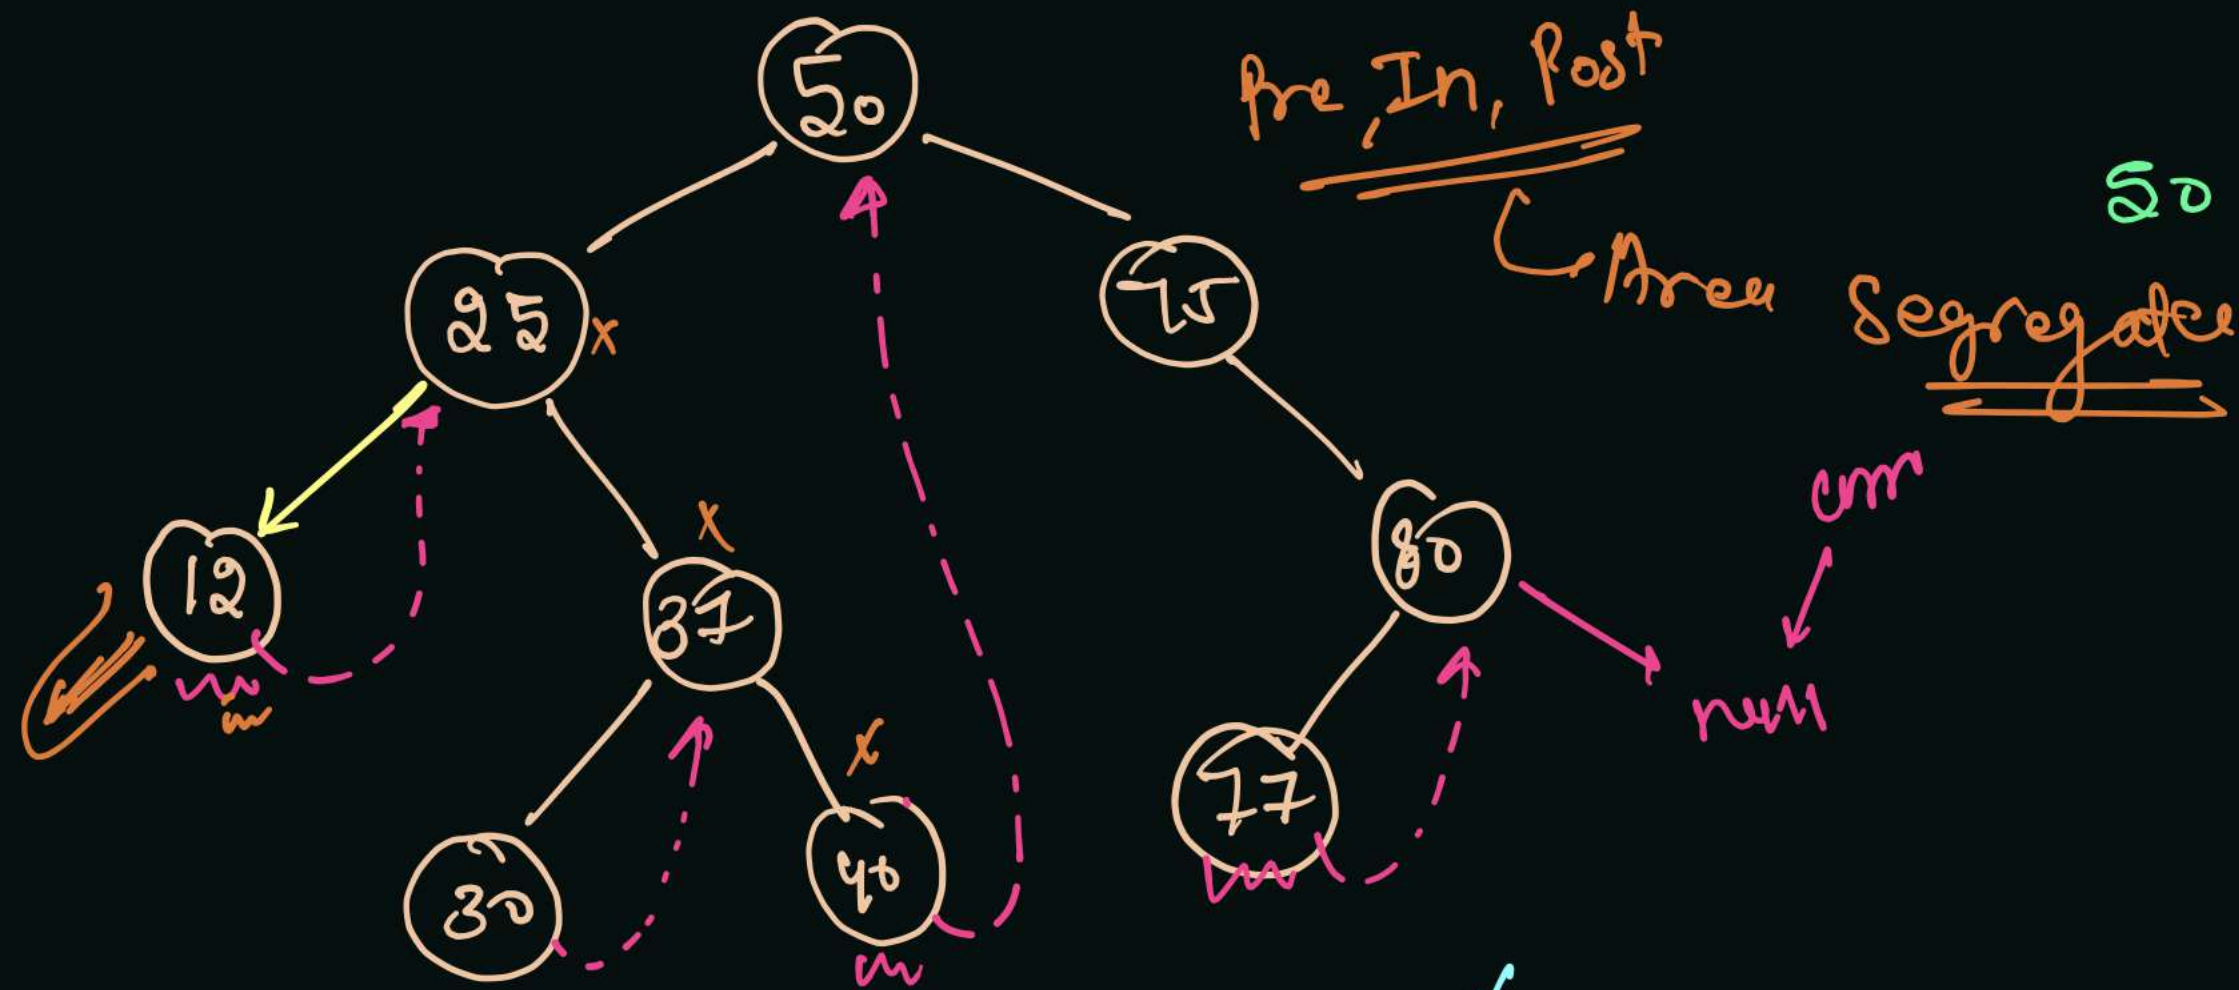 50
Pre, In, Post
50
25 x
75
Area Segregate
curr
12
x
37
80
null
x
77
30
40